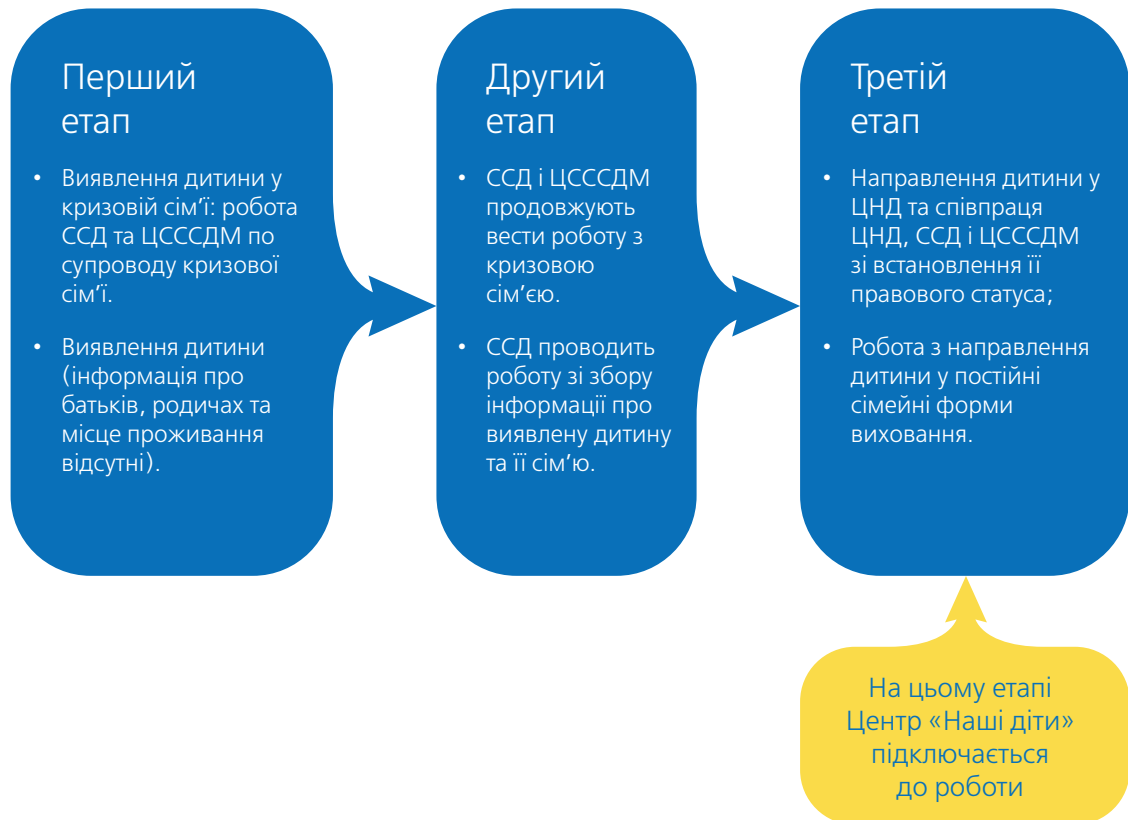 Перший
етап
• Виявлення дитини у
кризовій сім’ї: робота
ССД та ЦСССДМ по
супроводу кризової
сім’ї.
• Виявлення дитини
(інформація про
батьків, родичах та
місце проживання
відсутні).
Другий
етап
• ССД і ЦСССДМ
продовжують
вести роботу з
кризовою
сім’єю.
• ССД проводить
роботу зі збору
інформації про
виявлену дитину
та її сім’ю.
Третій
етап
• Направлення дитини у
ЦНД та співпраця
ЦНД, ССД і ЦСССДМ
зі встановлення її
правового статуса;
• Робота з направлення
дитини у постійні
сімейні форми
виховання.
На цьому етапі
Центр «Наші діти»
підключається
до роботи